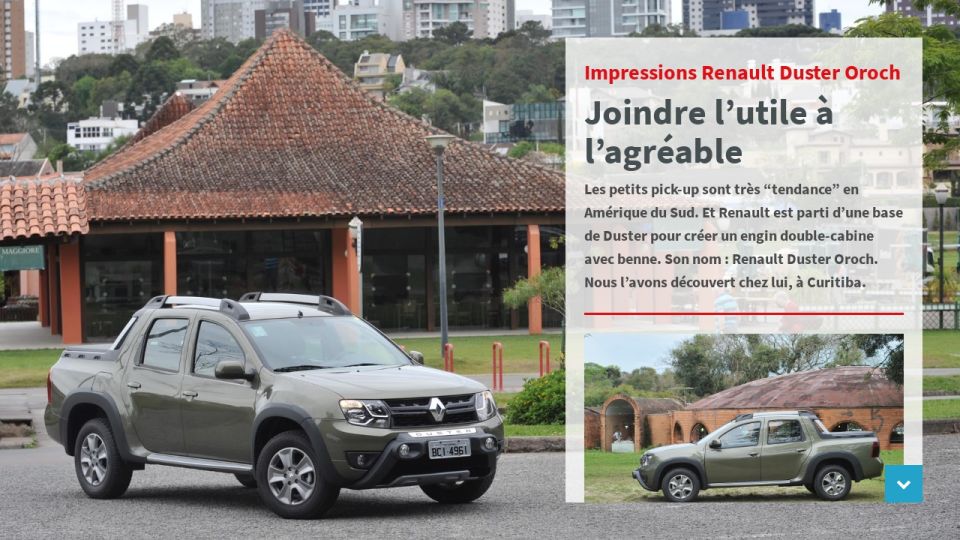 Impressions Renault Duster Oroch
Joindre l’utile à
l’agréable
Les petits pick-up sont très “tendance” en
Amérique du Sud. Et Renault est parti d’une base
de Duster pour créer un engin double-cabine
avec benne. Son nom : Renault Duster Oroch.
Nous l’avons découvert chez lui, à Curitiba.
MAGGIORE
DUSTER
BCI-4961